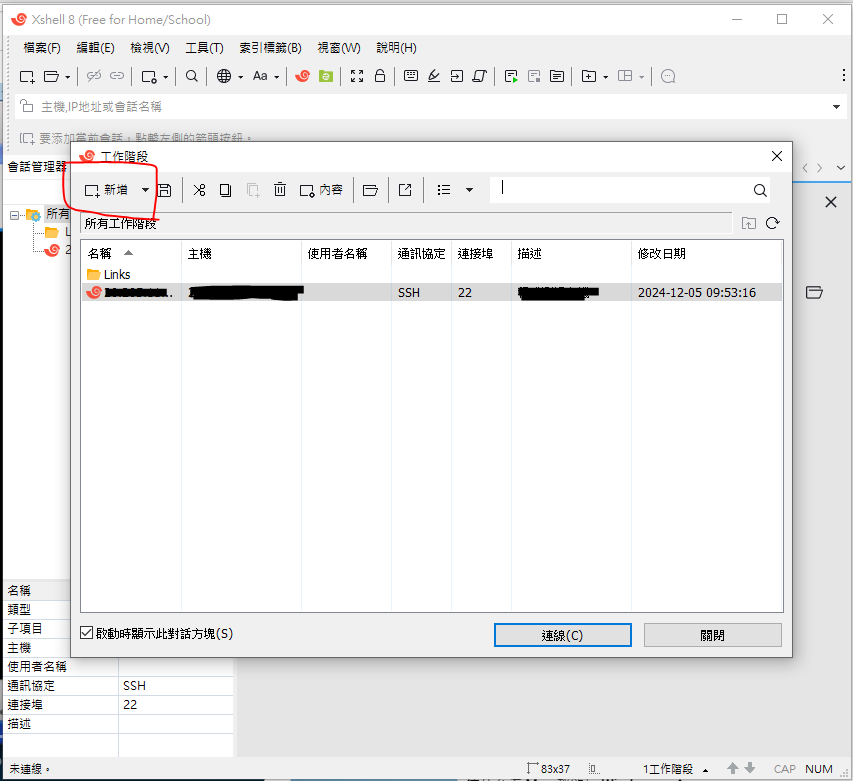 Xshell 8 (Free for Home/School)
檔案(F) 編輯(E) 檢視(V) 工具(T) 索引標籤(B) 視窗(W) 說明(H)
Aa
主機,IP地址或會話名稱
要添加當前會話，點擊左側的箭頭按鈕。
會話管理器
所有
工作階段
新增
內容
所有工作階段
名稱 主機 使用者名稱 通訊協定 連接埠 描述 修改日期
Links
SSH 22 2024-12-05 09:53:16
啟動時顯示此對話方塊(S)
連線(C) 關閉
名稱
類型
子項目
主機
使用者名稱
通訊協定 SSH
連接埠 22
描述
未連線。 83x37 1工作階段 CAP NUM